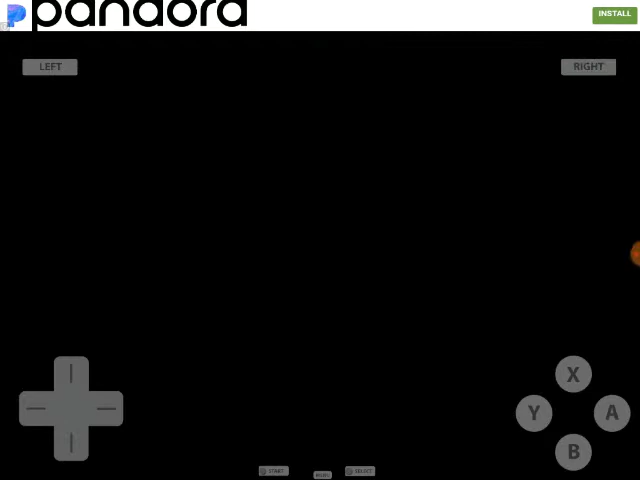 pandora
INSTALL
LEFT
RIGHT
X
Y
A
B
START
SELECT